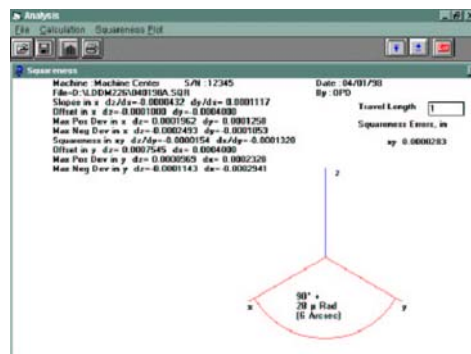 Analysis
File Calculation Squareness Plot
Squareness
Machine :Machine Center S/N :12345 Date :04/01/98
File=D:\LDDM226\040198A.SQR By :OPD
Slopes in x dz/dx=-0.0000432 dy/dx= 0.0001117
Offset in x dz=-0.0001000 dy=-0.0004000
Max Pos Dev in x dz= 0.0001962 dy= 0.0001258
Max Neg Dev in x dz=-0.0002493 dy=-0.0001053
Squareness in xy dz/dy=-0.0000154 dx/dy=-0.0001320
Offset in y dz= 0.0007545 dx= 0.0004000
Max Pos Dev in y dz= 0.0000969 dx= 0.0002328
Max Neg Dev in y dz=-0.0001143 dx=-0.0002941
Travel Length 1
Squareness Errors, in
xy 0.0000283
z
90° +
28 μ Rad
(6 Arcsec)
x y